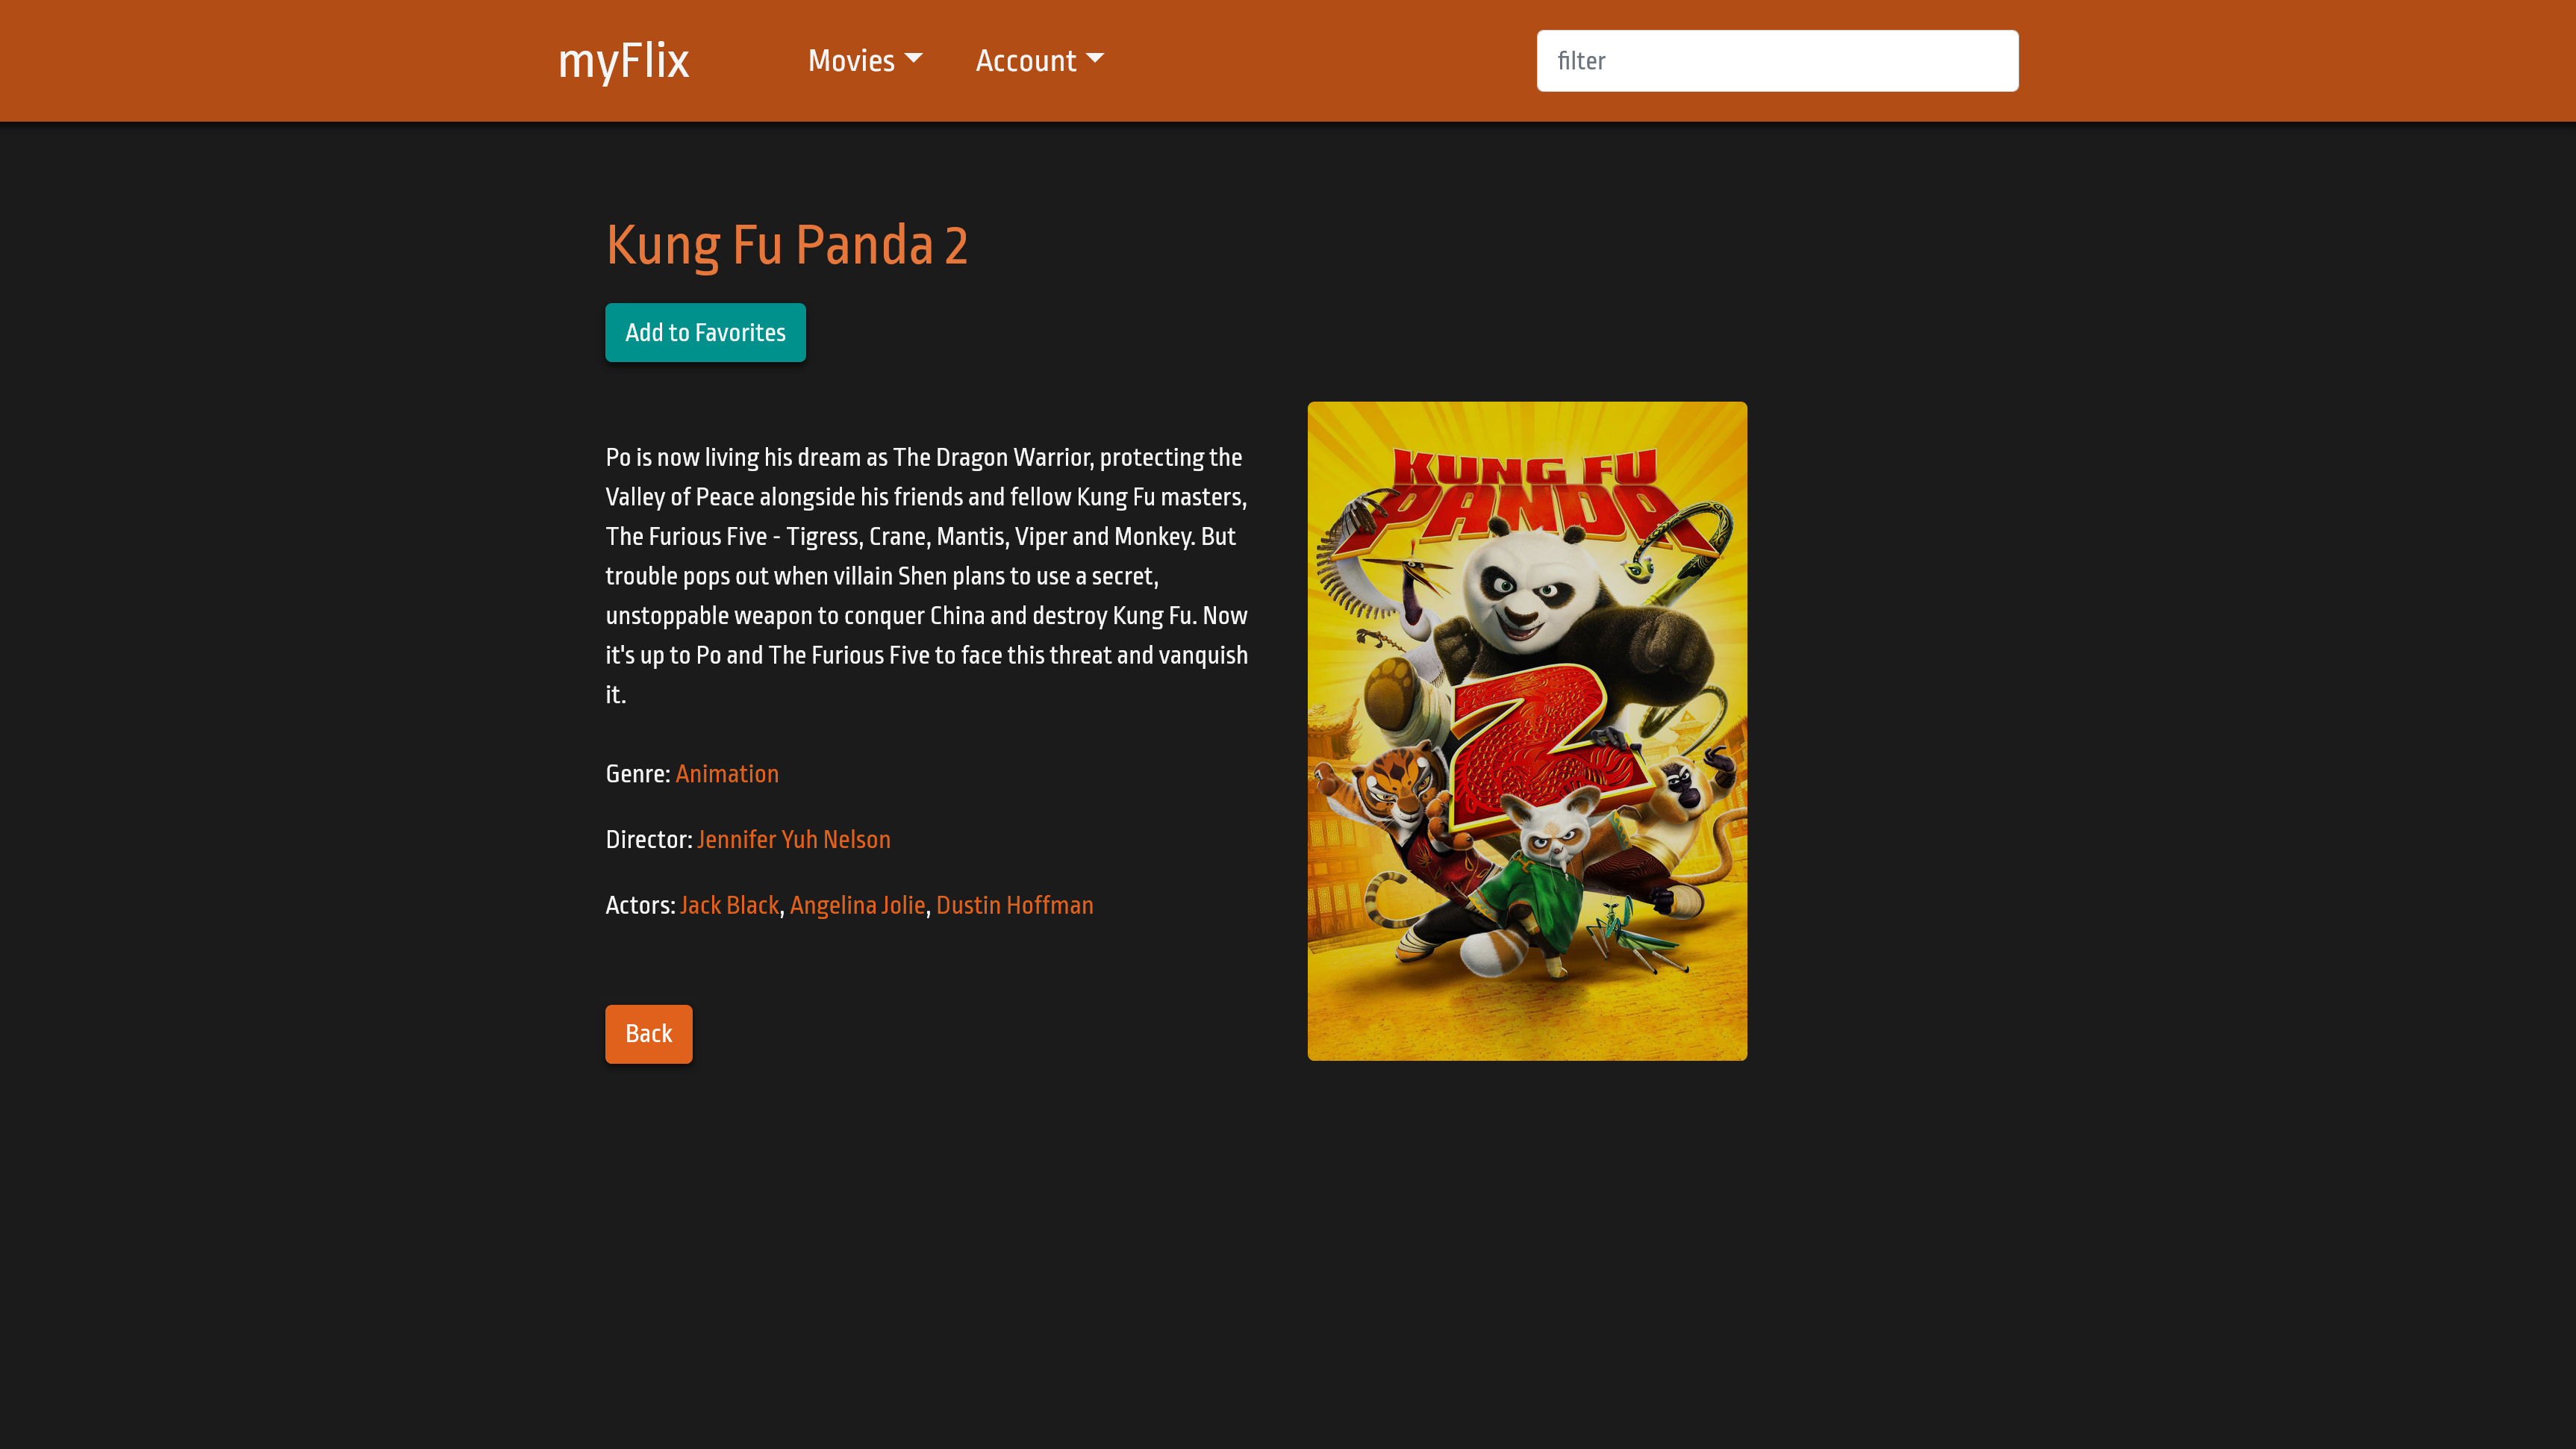 myFlix
Movies
Account
filter
Kung Fu Panda 2
Add to Favorites
Po is now living his dream as The Dragon Warrior, protecting the
Valley of Peace alongside his friends and fellow Kung Fu masters,
The Furious Five - Tigress, Crane, Mantis, Viper and Monkey. But
trouble pops out when villain Shen plans to use a secret,
unstoppable weapon to conquer China and destroy Kung Fu. Now
it's up to Po and The Furious Five to face this threat and vanquish
it.
Genre: Animation
Director: Jennifer Yuh Nelson
Actors: Jack Black, Angelina Jolie, Dustin Hoffman
Back
KUNG FU
PANDA
2